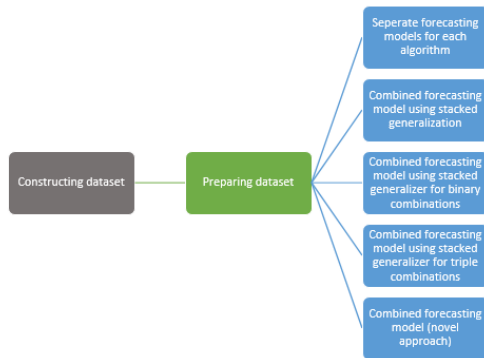 Seperate forecasting
models for each
algorithm
Combined forecasting
model using stacked
generalization
Constructing dataset
Preparing dataset
Combined forecasting
model using stacked
generalizer for binary
combinations
Combined forecasting
model using stacked
generalizer for triple
combinations
Combined forecasting
model (novel
approach)